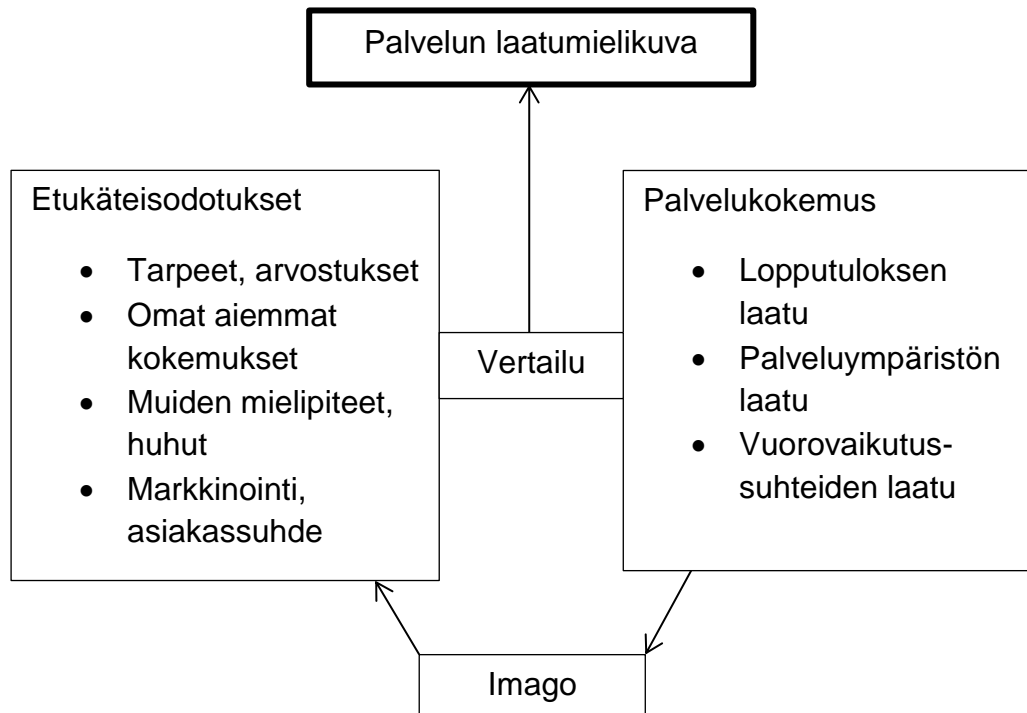 Palvelun laatumielikuva
Etukäteisodotukset
• Tarpeet, arvostukset
• Omat aiemmat
kokemukset
• Muiden mielipiteet,
huhut
• Markkinointi,
asiakassuhde
Vertailu
Palvelukokemus
• Lopputuloksen
laatu
• Palveluympäristön
laatu
• Vuorovaikutus-
suhteiden laatu
Imago